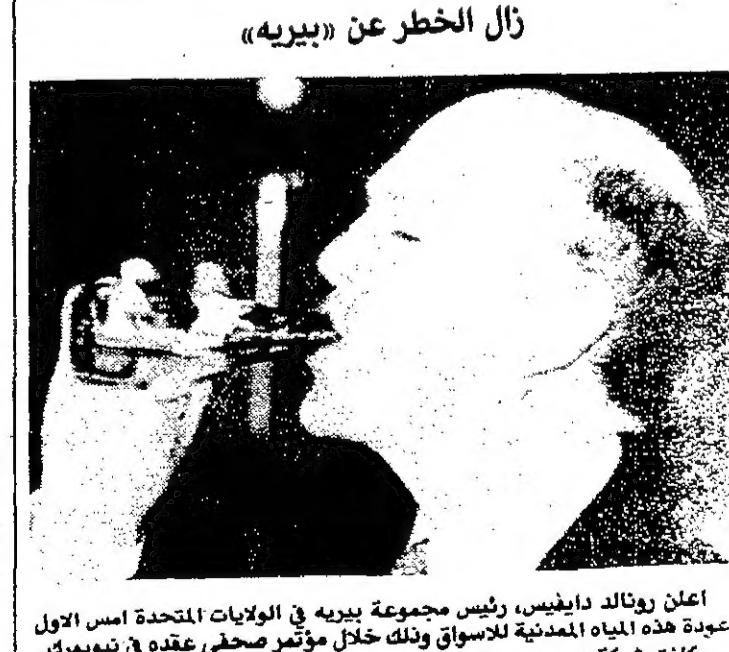 زال الخطر عن «بيريه»
اعلن رونالد دايفيس، رئيس مجموعة بيريه في الولايات المتحدة امس الاول
عودة هذه المياه المعدنية للاسواق وذلك خلال مؤتمر صحفي عقده في نيويورك